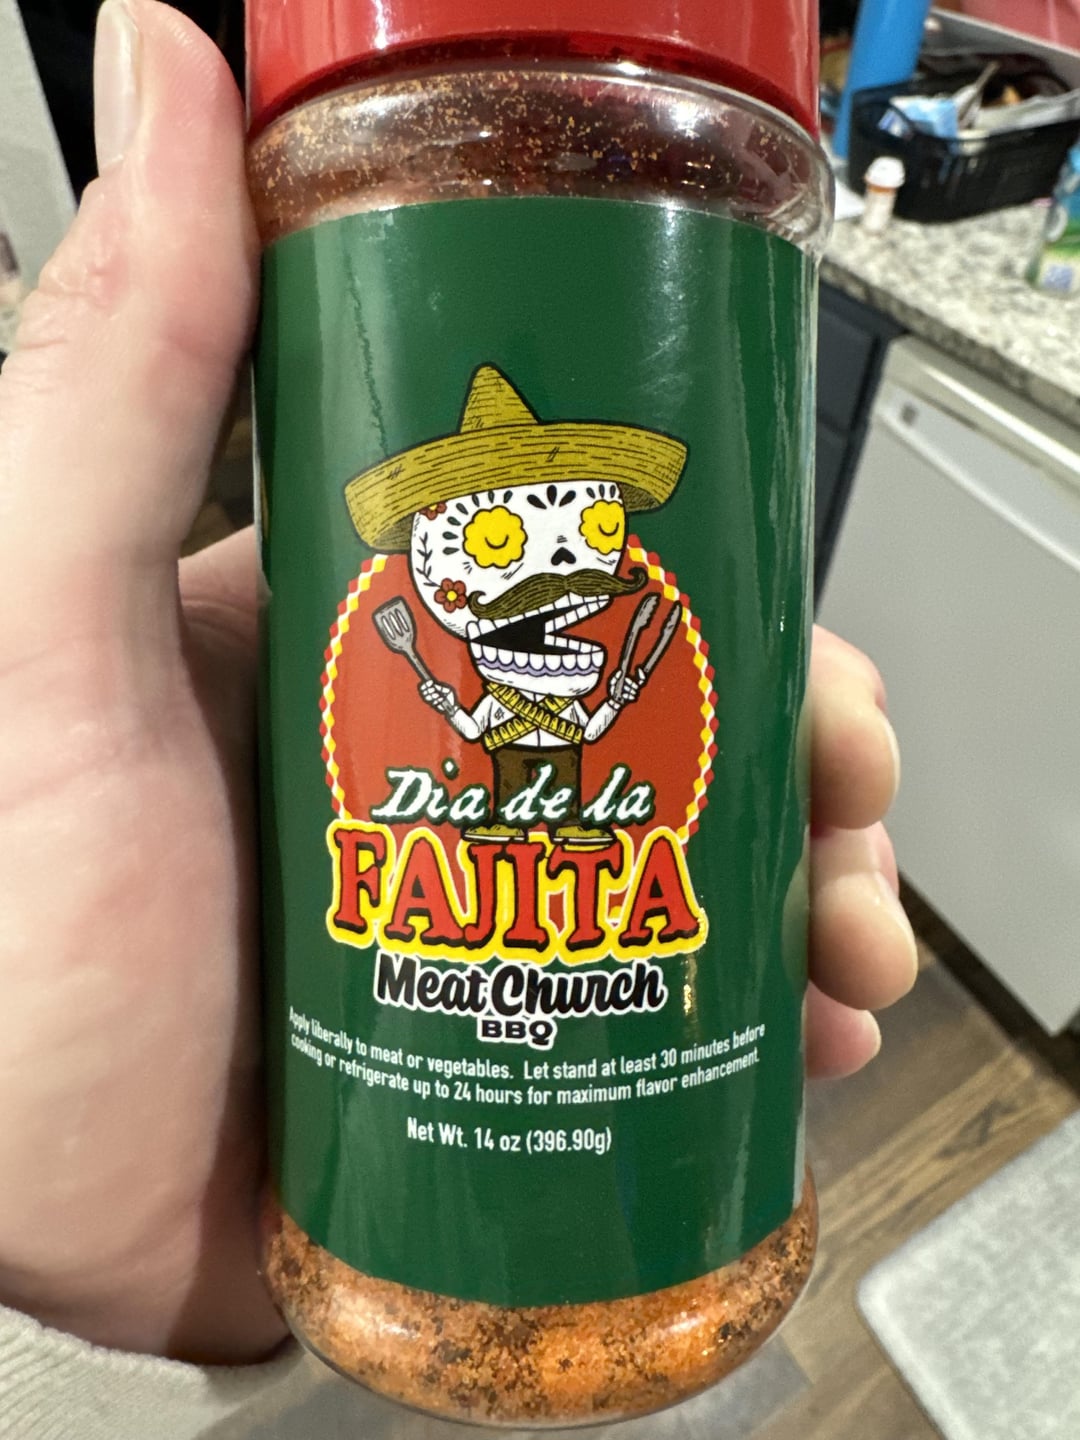 Dia de la
FAJITA
Meat Church
BBQ
Apply liberally to meat or vegetables. Let stand at least 30 minutes before
cooking or refrigerate up to 24 hours for maximum flavor enhancement.
Net Wt. 14 oz (396.90g)